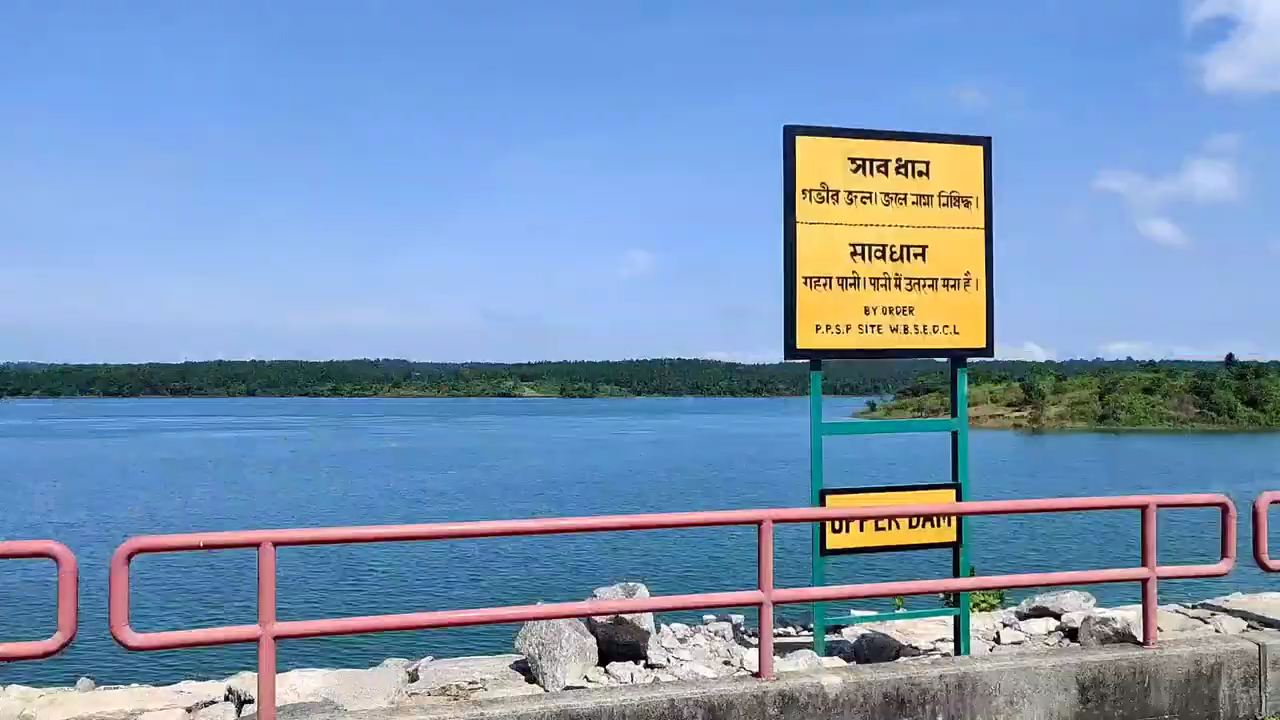 সাবধান
গভীর জল। জলে নামা নিষিদ্ধ।
सावधान
गहरा पानी। पानी में उतरना मना है।
BY ORDER
P.P.S.P SITE W.B.S.E.D.C.L
UPPER DAM